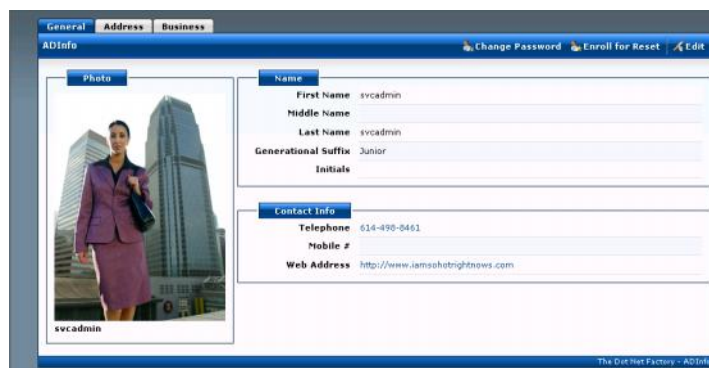 General Address Business
ADInfo Change Password Enroll for Reset Edit
Photo
svcadmin
Name
First Name svcadmin
Middle Name
Last Name svcadmin
Generational Suffix Junior
Initials
Contact Info
Telephone 614-498-8461
Mobile #
Web Address http://www.iamsohotrightnows.com
The Dot Net Factory - ADInfo